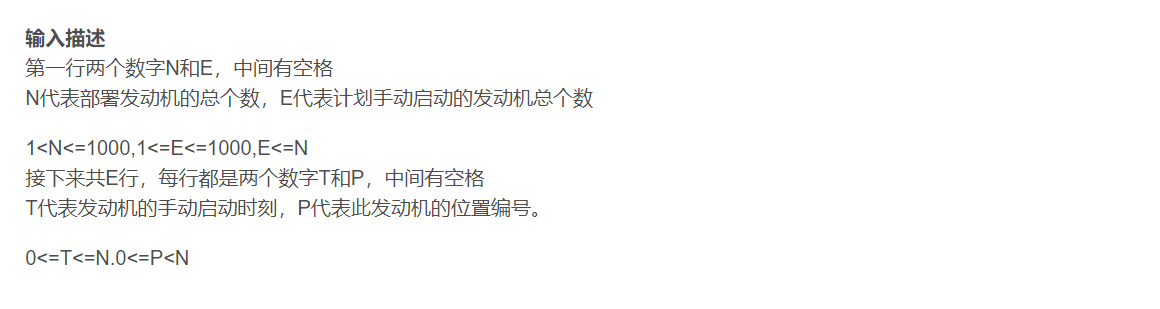 输入描述
第一行两个数字N和E，中间有空格
N代表部署发动机的总个数，E代表计划手动启动的发动机总个数
1<N<=1000,1<=E<=1000,E<=N
接下来共E行，每行都是两个数字T和P，中间有空格
T代表发动机的手动启动时刻，P代表此发动机的位置编号。
0<=T<=N.0<=P<N